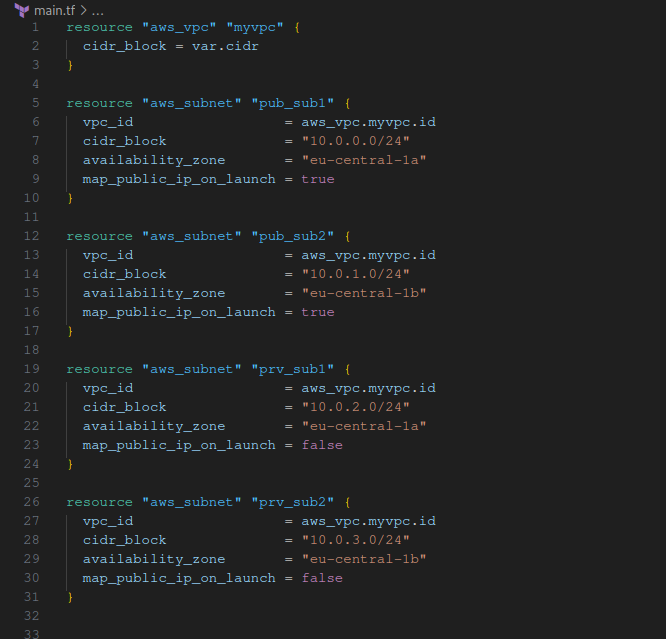 main.tf > ...
1 resource "aws_vpc" "myvpc" {
2   cidr_block = var.cidr
3 }
4
5 resource "aws_subnet" "pub_sub1" {
6   vpc_id                  = aws_vpc.myvpc.id
7   cidr_block              = "10.0.0.0/24"
8   availability_zone       = "eu-central-1a"
9   map_public_ip_on_launch = true
10 }
11
12 resource "aws_subnet" "pub_sub2" {
13   vpc_id                  = aws_vpc.myvpc.id
14   cidr_block              = "10.0.1.0/24"
15   availability_zone       = "eu-central-1b"
16   map_public_ip_on_launch = true
17 }
18
19 resource "aws_subnet" "prv_sub1" {
20   vpc_id                  = aws_vpc.myvpc.id
21   cidr_block              = "10.0.2.0/24"
22   availability_zone       = "eu-central-1a"
23   map_public_ip_on_launch = false
24 }
25
26 resource "aws_subnet" "prv_sub2" {
27   vpc_id                  = aws_vpc.myvpc.id
28   cidr_block              = "10.0.3.0/24"
29   availability_zone       = "eu-central-1b"
30   map_public_ip_on_launch = false
31 }
32
33